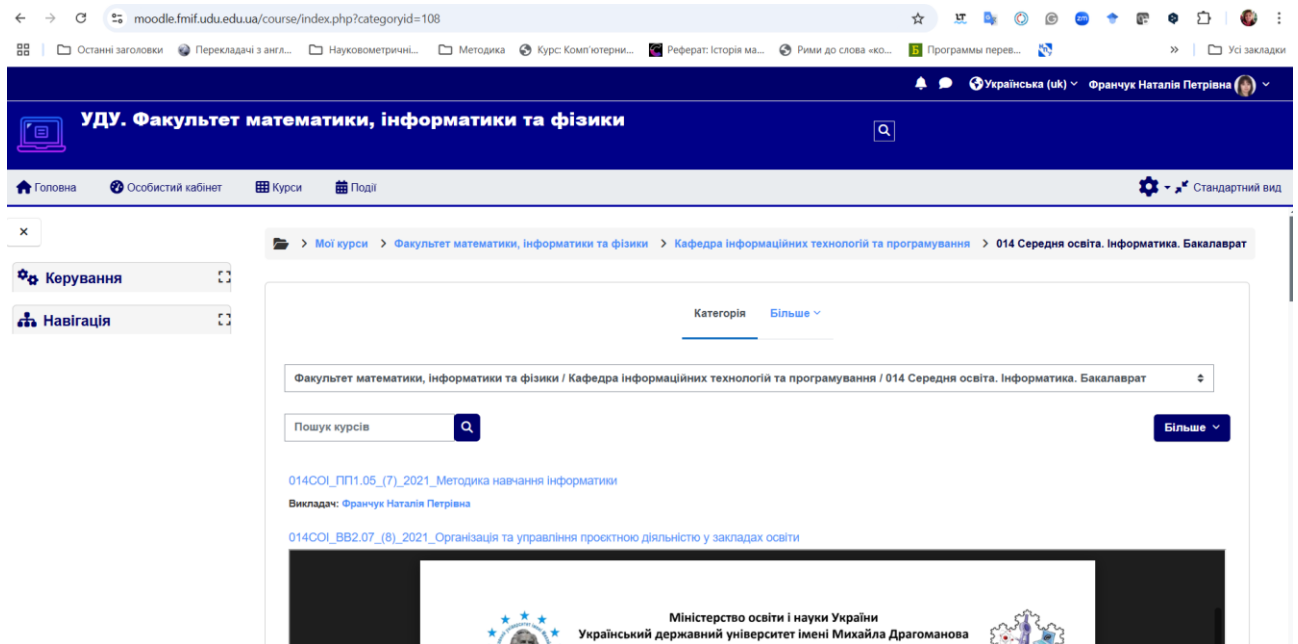 moodle.fmif.udu.edu.ua/course/index.php?categoryid=108
Останні заголовки Перекладачі з англ... Наукометричні... Методика Курс: Комп'ютерни... Реферат: Історія ма... Рими до слова «ко... Программы перев... » Усі закладки
Українська (uk) Франчук Наталія Петрівна
УДУ. Факультет математики, інформатики та фізики
Головна Особистий кабінет Курси Події Стандартний вид
Мої курси > Факультет математики, інформатики та фізики > Кафедра інформаційних технологій та програмування > 014 Середня освіта. Інформатика. Бакалаврат
Керування
Навігація
Категорія Більше
Факультет математики, інформатики та фізики / Кафедра інформаційних технологій та програмування / 014 Середня освіта. Інформатика. Бакалаврат
Пошук курсів Більше
014СОІ_ПП1.05_(7)_2021_Методика навчання інформатики
Викладач: Франчук Наталія Петрівна
014СОІ_ВВ2.07_(8)_2021_Організація та управління проєктною діяльністю у закладах освіти
Міністерство освіти і науки України
Український державний університет імені Михайла Драгоманова